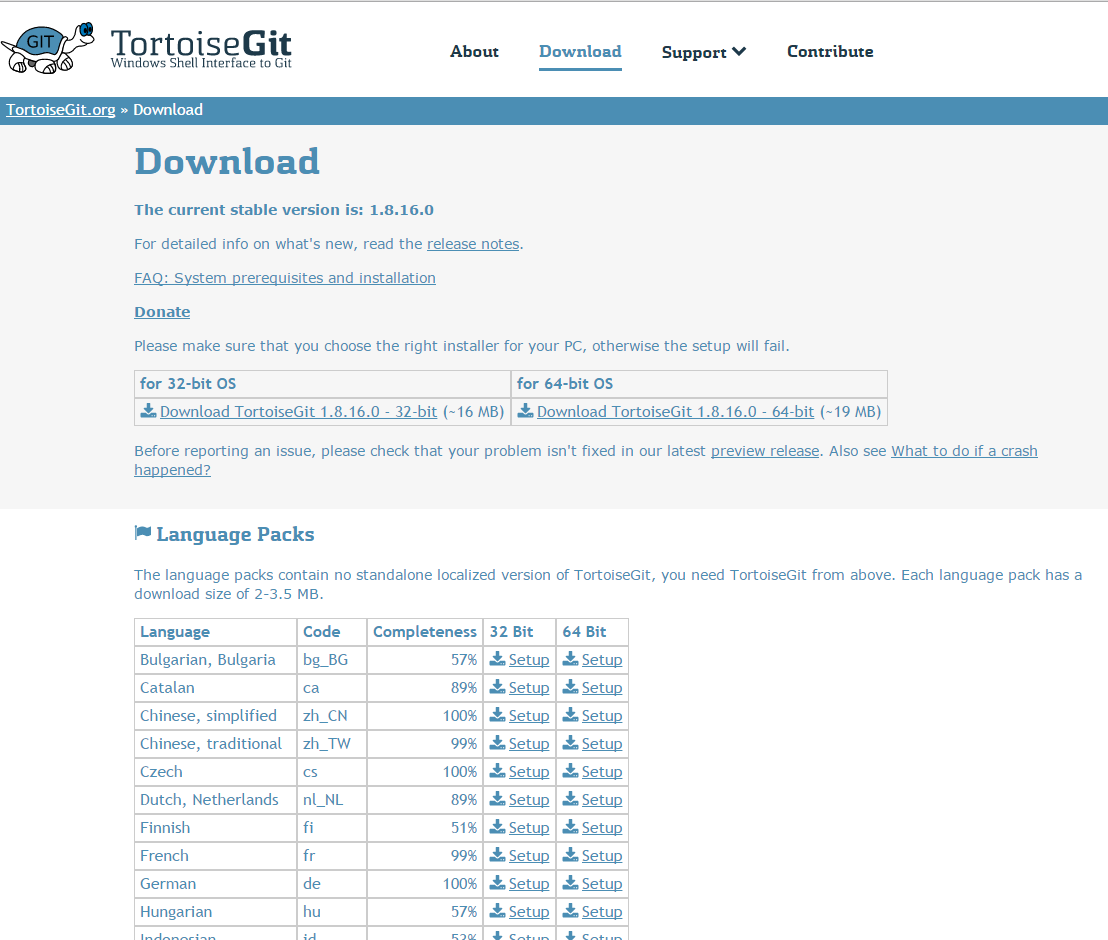 GIT
TortoiseGit
Windows Shell Interface to Git
About Download Support Contribute
TortoiseGit.org » Download
Download
The current stable version is: 1.8.16.0
For detailed info on what's new, read the release notes.
FAQ: System prerequisites and installation
Donate
Please make sure that you choose the right installer for your PC, otherwise the setup will fail.
for 32-bit OS for 64-bit OS
Download TortoiseGit 1.8.16.0 - 32-bit (~16 MB) Download TortoiseGit 1.8.16.0 - 64-bit (~19 MB)
Before reporting an issue, please check that your problem isn't fixed in our latest preview release. Also see What to do if a crash
happened?
Language Packs
The language packs contain no standalone localized version of TortoiseGit, you need TortoiseGit from above. Each language pack has a
download size of 2-3.5 MB.
Language Code Completeness 32 Bit 64 Bit
Bulgarian, Bulgaria bg_BG 57% Setup Setup
Catalan ca 89% Setup Setup
Chinese, simplified zh_CN 100% Setup Setup
Chinese, traditional zh_TW 99% Setup Setup
Czech cs 100% Setup Setup
Dutch, Netherlands nl_NL 89% Setup Setup
Finnish fi 51% Setup Setup
French fr 99% Setup Setup
German de 100% Setup Setup
Hungarian hu 57% Setup Setup
Indonesian id Setup Setup